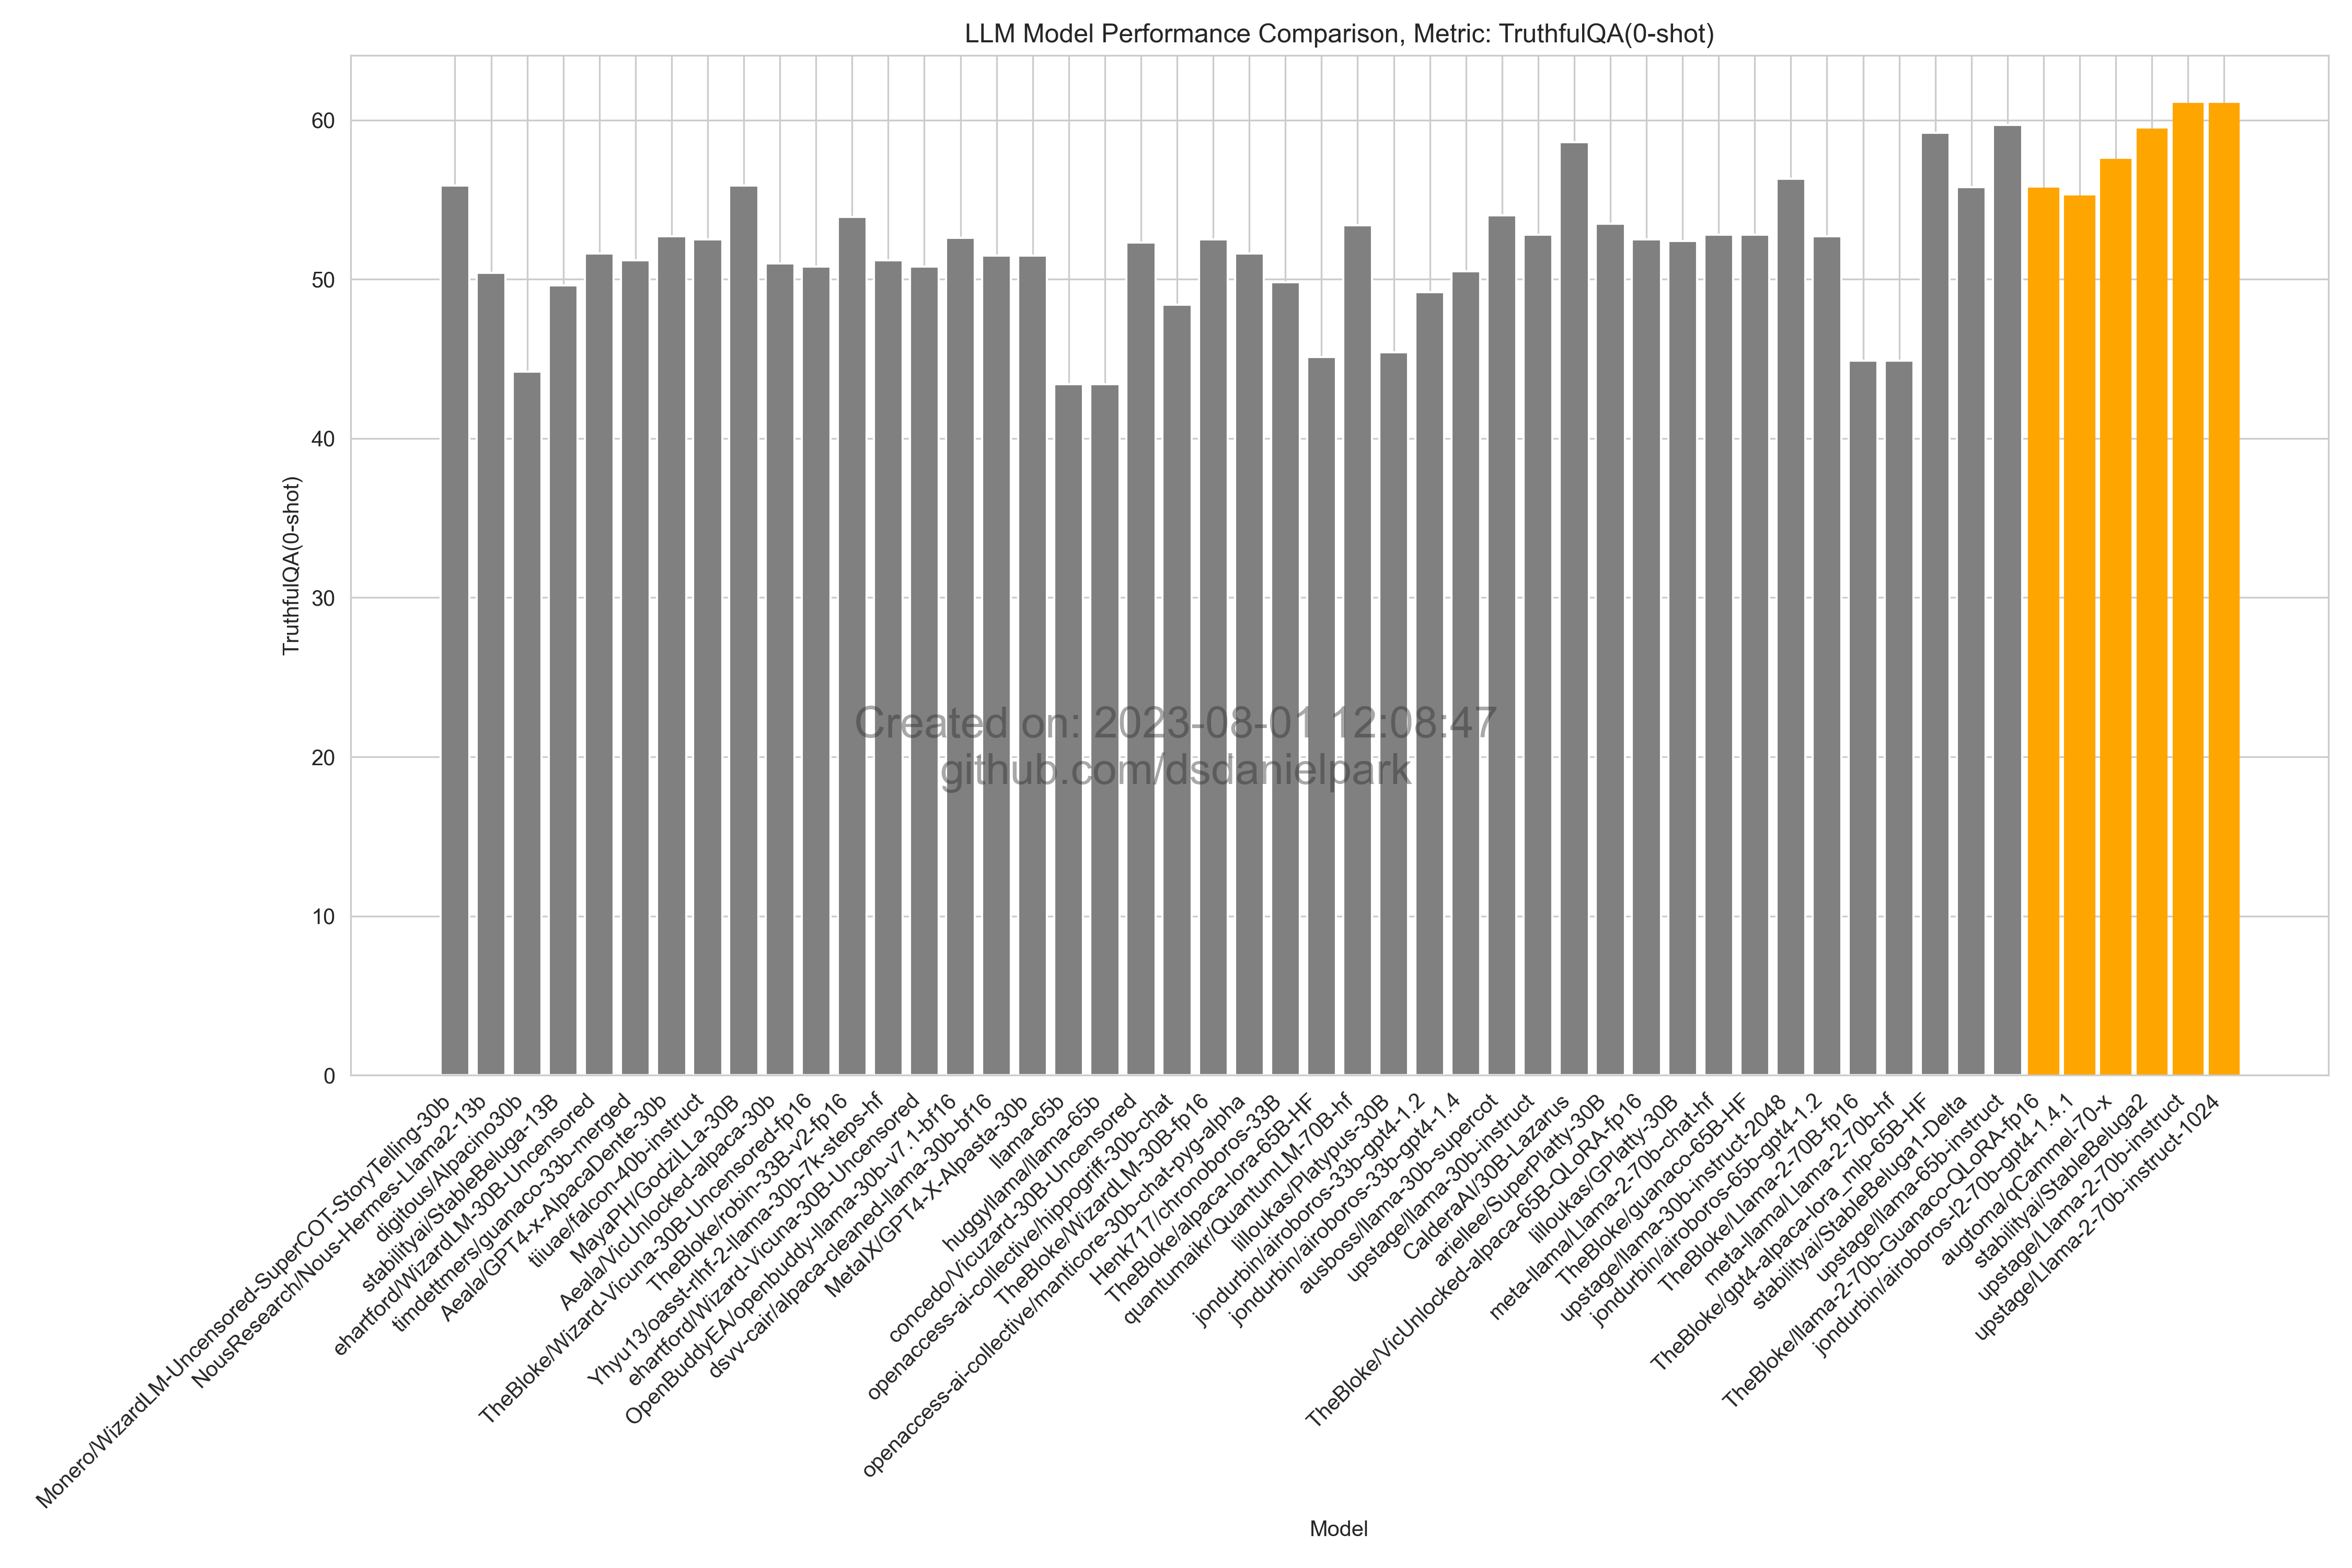 LLM Model Performance Comparison, Metric: TruthfulQA(0-shot)
TruthfulQA(0-shot)
60
50
40
30
20
10
0
Created on: 2023-08-01 12:08:47
github.com/dsdanielpark
Monero/WizardLM-Uncensored-SuperCOT-StoryTelling-30b
NousResearch/Nous-Hermes-Llama2-13b
digitous/Alpacino30b
stabilityai/StableBeluga-13B
ehartford/WizardLM-30B-Uncensored
timdettmers/guanaco-33b-merged
Aeala/GPT4-x-AlpacaDente-30b
tiiuae/falcon-40b-instruct
MayaPH/GodziLLa-30B
Aeala/VicUnlocked-alpaca-30b
TheBloke/Wizard-Vicuna-30B-Uncensored-fp16
TheBloke/robin-33B-v2-fp16
Yhyu13/oasst-rlhf-2-llama-30b-7k-steps-hf
ehartford/Wizard-Vicuna-30B-Uncensored
OpenBuddyEA/openbuddy-llama-30b-v7.1-bf16
dsvv-cair/alpaca-cleaned-llama-30b-bf16
MetaIX/GPT4-X-Alpasta-30b
llama-65b
huggyllama/llama-65b
concedo/Vicuzard-30B-Uncensored
openaccess-ai-collective/hippogriff-30b-chat
TheBloke/WizardLM-30B-fp16
openaccess-ai-collective/manticore-30b-chat-pyg-alpha
Henk717/chronoboros-33B
TheBloke/alpaca-lora-65B-HF
quantumaikr/QuantumLM-70B-hf
lilloukas/Platypus-30B
jondurbin/airoboros-33b-gpt4-1.2
jondurbin/airoboros-33b-gpt4-1.4
ausboss/llama-30b-supercot
upstage/llama-30b-instruct
CalderaAI/30B-Lazarus
ariellee/SuperPlatty-30B
TheBloke/VicUnlocked-alpaca-65B-QLoRA-fp16
lilloukas/GPlatty-30B
meta-llama/Llama-2-70b-chat-hf
TheBloke/guanaco-65B-HF
upstage/llama-30b-instruct-2048
jondurbin/airoboros-65b-gpt4-1.2
TheBloke/Llama-2-70B-fp16
meta-llama/Llama-2-70b-hf
TheBloke/gpt4-alpaca-lora_mlp-65B-HF
stabilityai/StableBeluga1-Delta
upstage/llama-65b-instruct
TheBloke/llama-2-70b-Guanaco-QLoRA-fp16
jondurbin/airoboros-l2-70b-gpt4-1.4.1
augtoma/qCammel-70-x
stabilityai/StableBeluga2
upstage/Llama-2-70b-instruct
upstage/Llama-2-70b-instruct-1024
Model